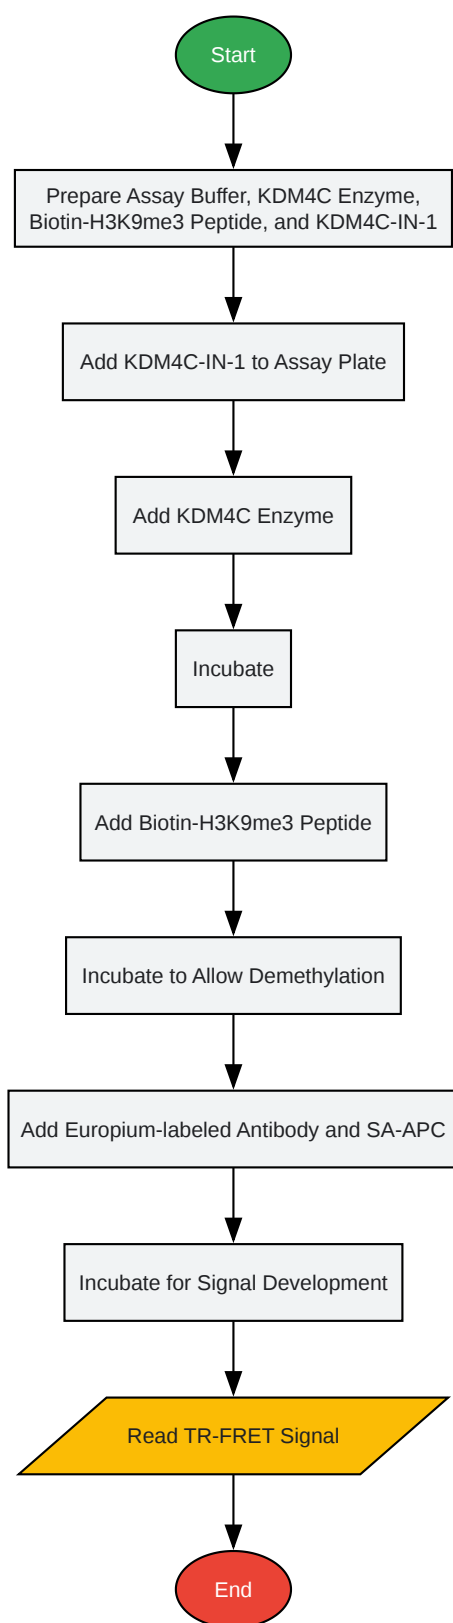 Start
Prepare Assay Buffer, KDM4C Enzyme,
Biotin-H3K9me3 Peptide, and KDM4C-IN-1
Add KDM4C-IN-1 to Assay Plate
Add KDM4C Enzyme
Incubate
Add Biotin-H3K9me3 Peptide
Incubate to Allow Demethylation
Add Europium-labeled Antibody and SA-APC
Incubate for Signal Development
Read TR-FRET Signal
End